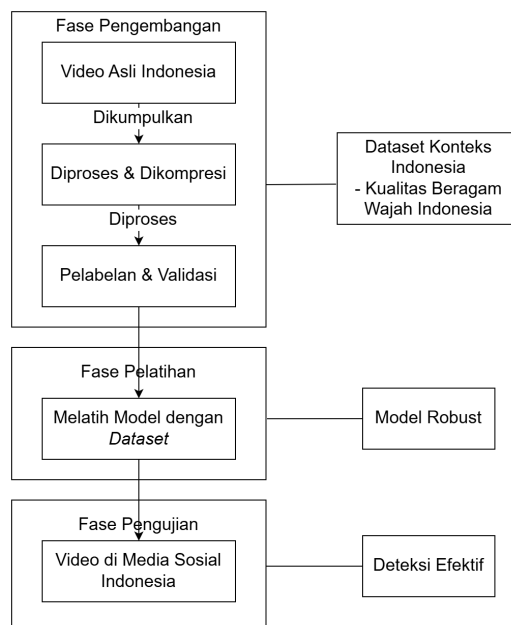 Fase Pengembangan
Video Asli Indonesia
Dikumpulkan
Diproses & Dikompresi
Diproses
Pelabelan & Validasi
Dataset Konteks
Indonesia
- Kualitas Beragam
Wajah Indonesia
Fase Pelatihan
Melatih Model dengan
Dataset
Model Robust
Fase Pengujian
Video di Media Sosial
Indonesia
Deteksi Efektif